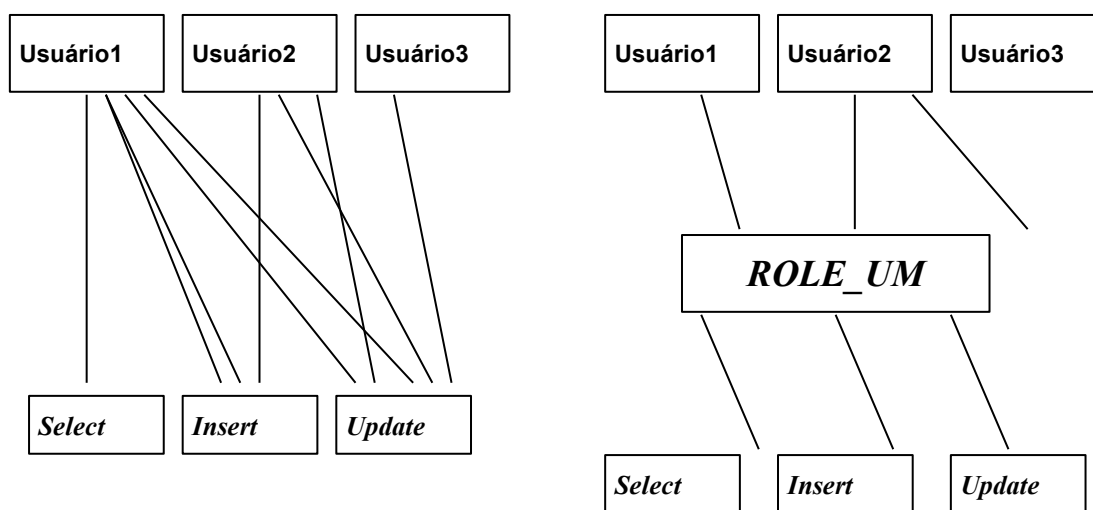 Usuário1
Usuário2
Usuário3
Select
Insert
Update
Usuário1
Usuário2
Usuário3
ROLE_UM
Select
Insert
Update